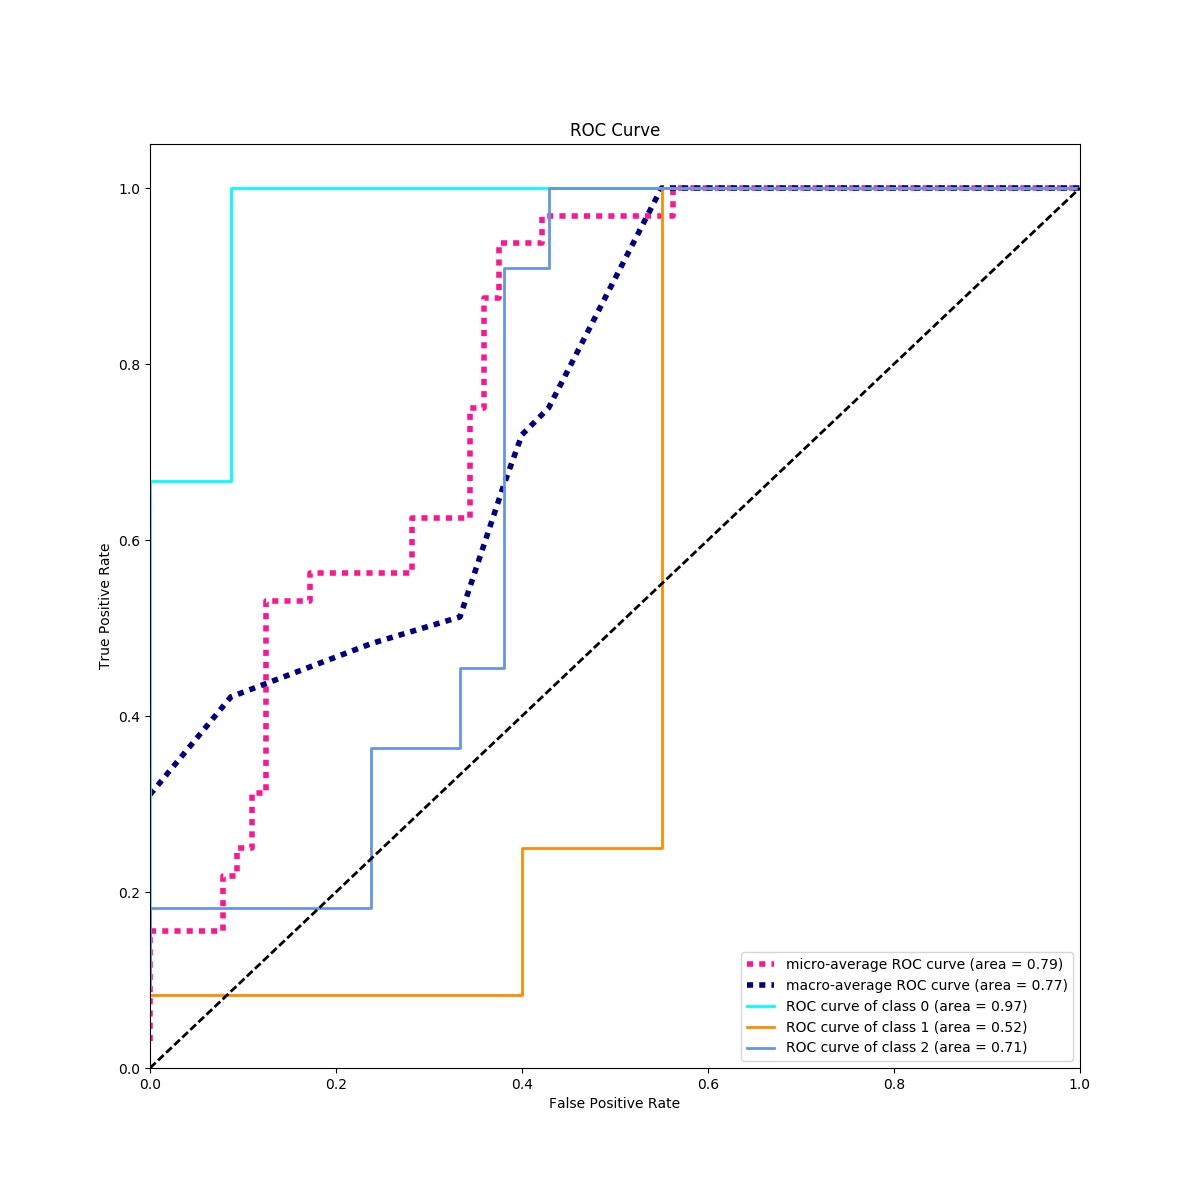 ROC Curve
True Positive Rate
1.0
0.8
0.6
0.4
0.2
0.0
0.0 0.2 0.4 0.6 0.8 1.0
False Positive Rate
micro-average ROC curve (area = 0.79)
macro-average ROC curve (area = 0.77)
ROC curve of class 0 (area = 0.97)
ROC curve of class 1 (area = 0.52)
ROC curve of class 2 (area = 0.71)